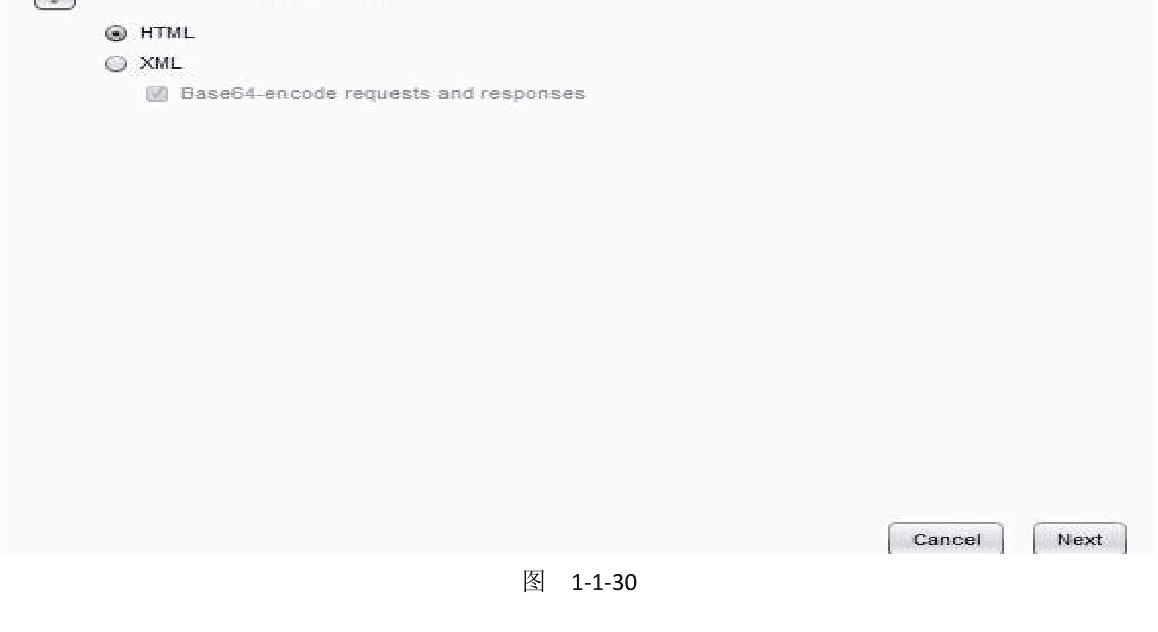 HTML
XML
Base64-encode requests and responses
Cancel Next
图 1-1-30